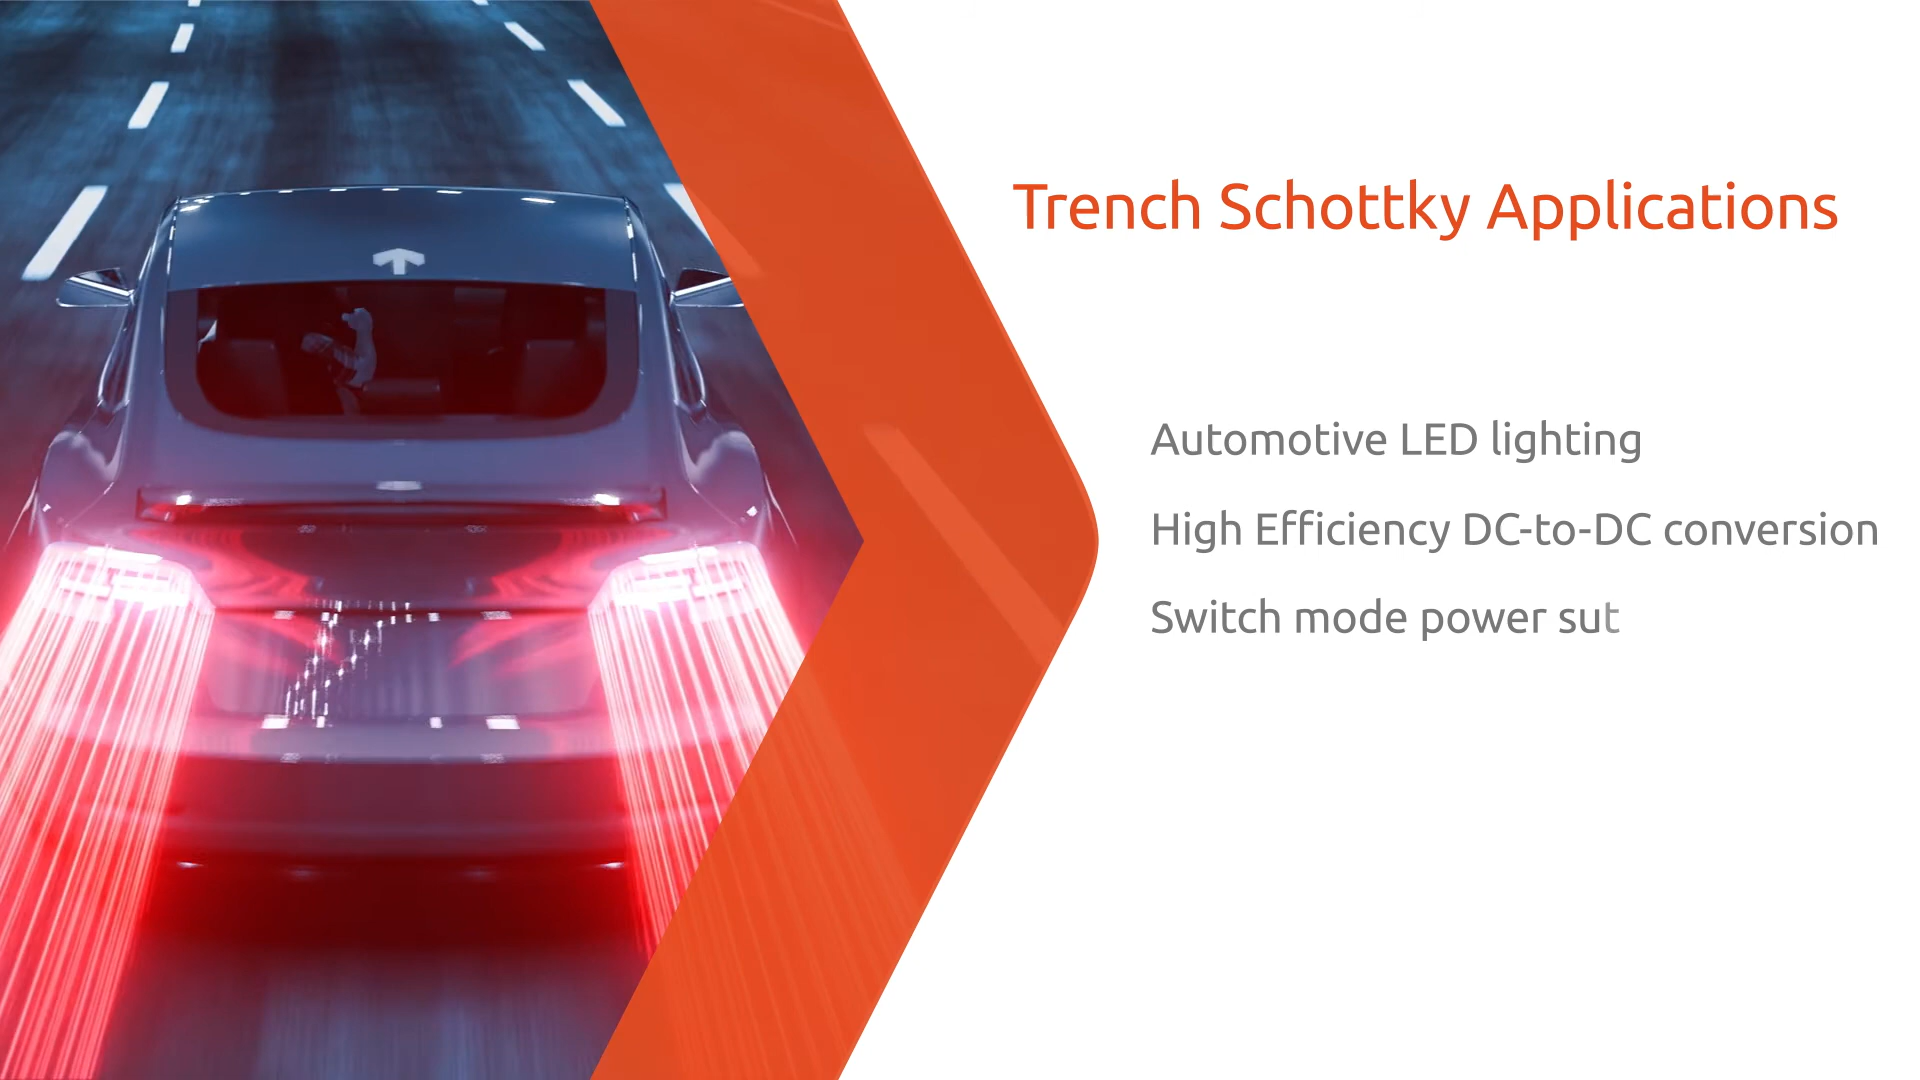 Trench Schottky Applications
Automotive LED lighting
High Efficiency DC-to-DC conversion
Switch mode power sut